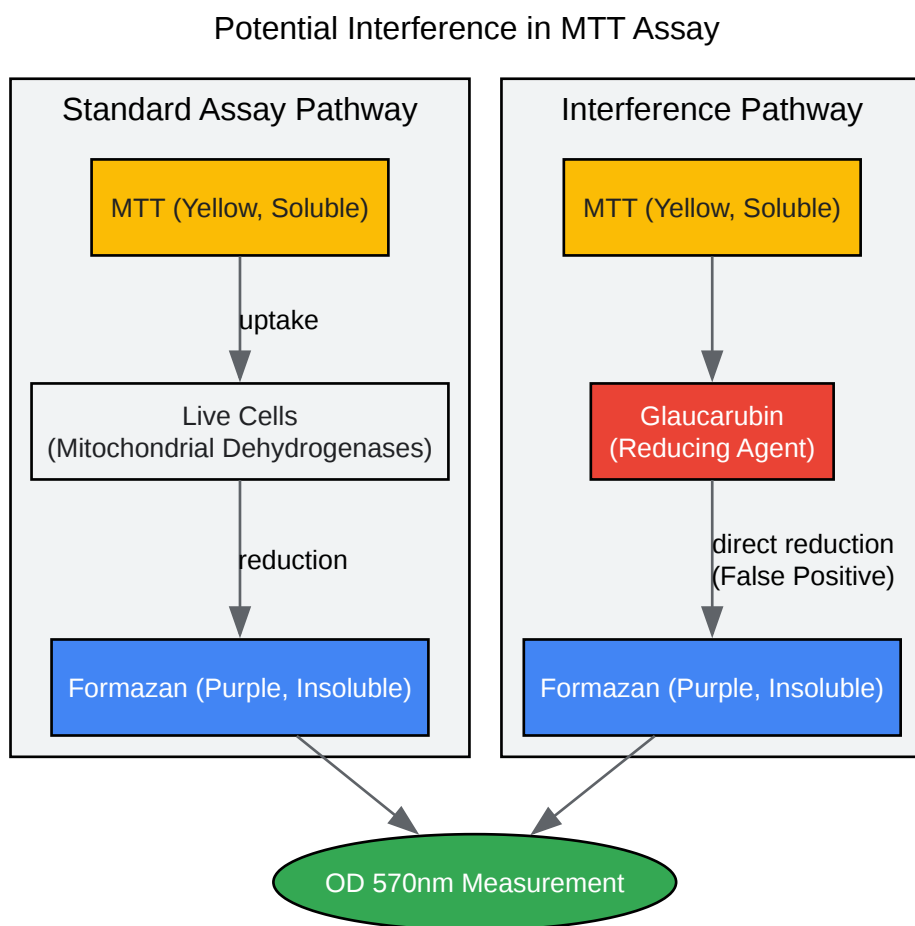 Potential Interference in MTT Assay
Standard Assay Pathway
MTT (Yellow, Soluble)
uptake
Live Cells
(Mitochondrial Dehydrogenases)
reduction
Formazan (Purple, Insoluble)
Interference Pathway
MTT (Yellow, Soluble)
Glaucarubin
(Reducing Agent)
direct reduction
(False Positive)
Formazan (Purple, Insoluble)
OD 570nm Measurement